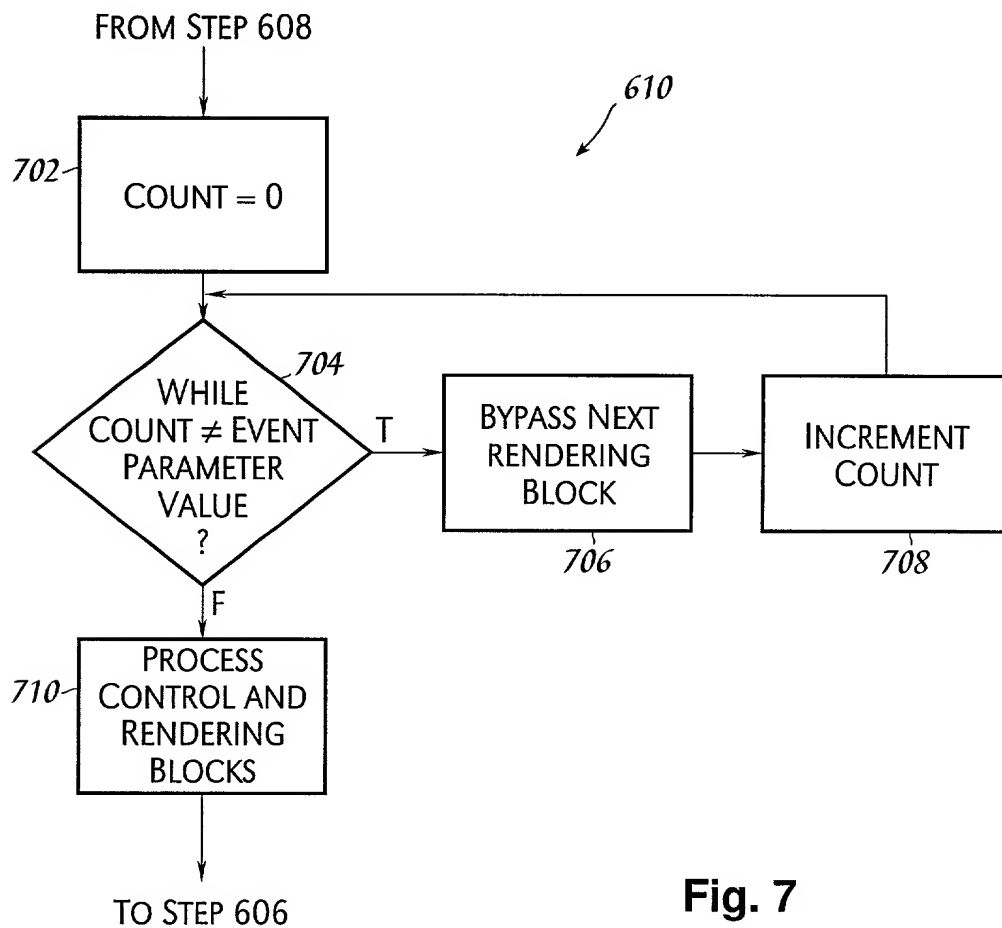 FROM STEP 608
610
702
COUNT = 0
704
WHILE
COUNT ≠ EVENT
PARAMETER
VALUE
?
T
BYPASS NEXT
RENDERING
BLOCK
706
INCREMENT
COUNT
708
F
710
PROCESS
CONTROL AND
RENDERING
BLOCKS
TO STEP 606
Fig. 7